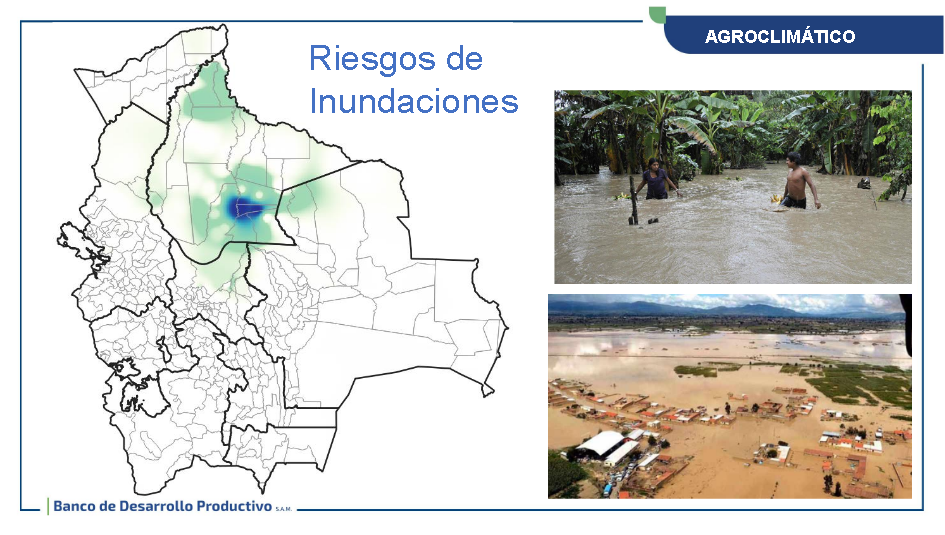 AGROCLIMÁTICO
Riesgos de
Inundaciones
Banco de Desarrollo Productivo S.A.M.